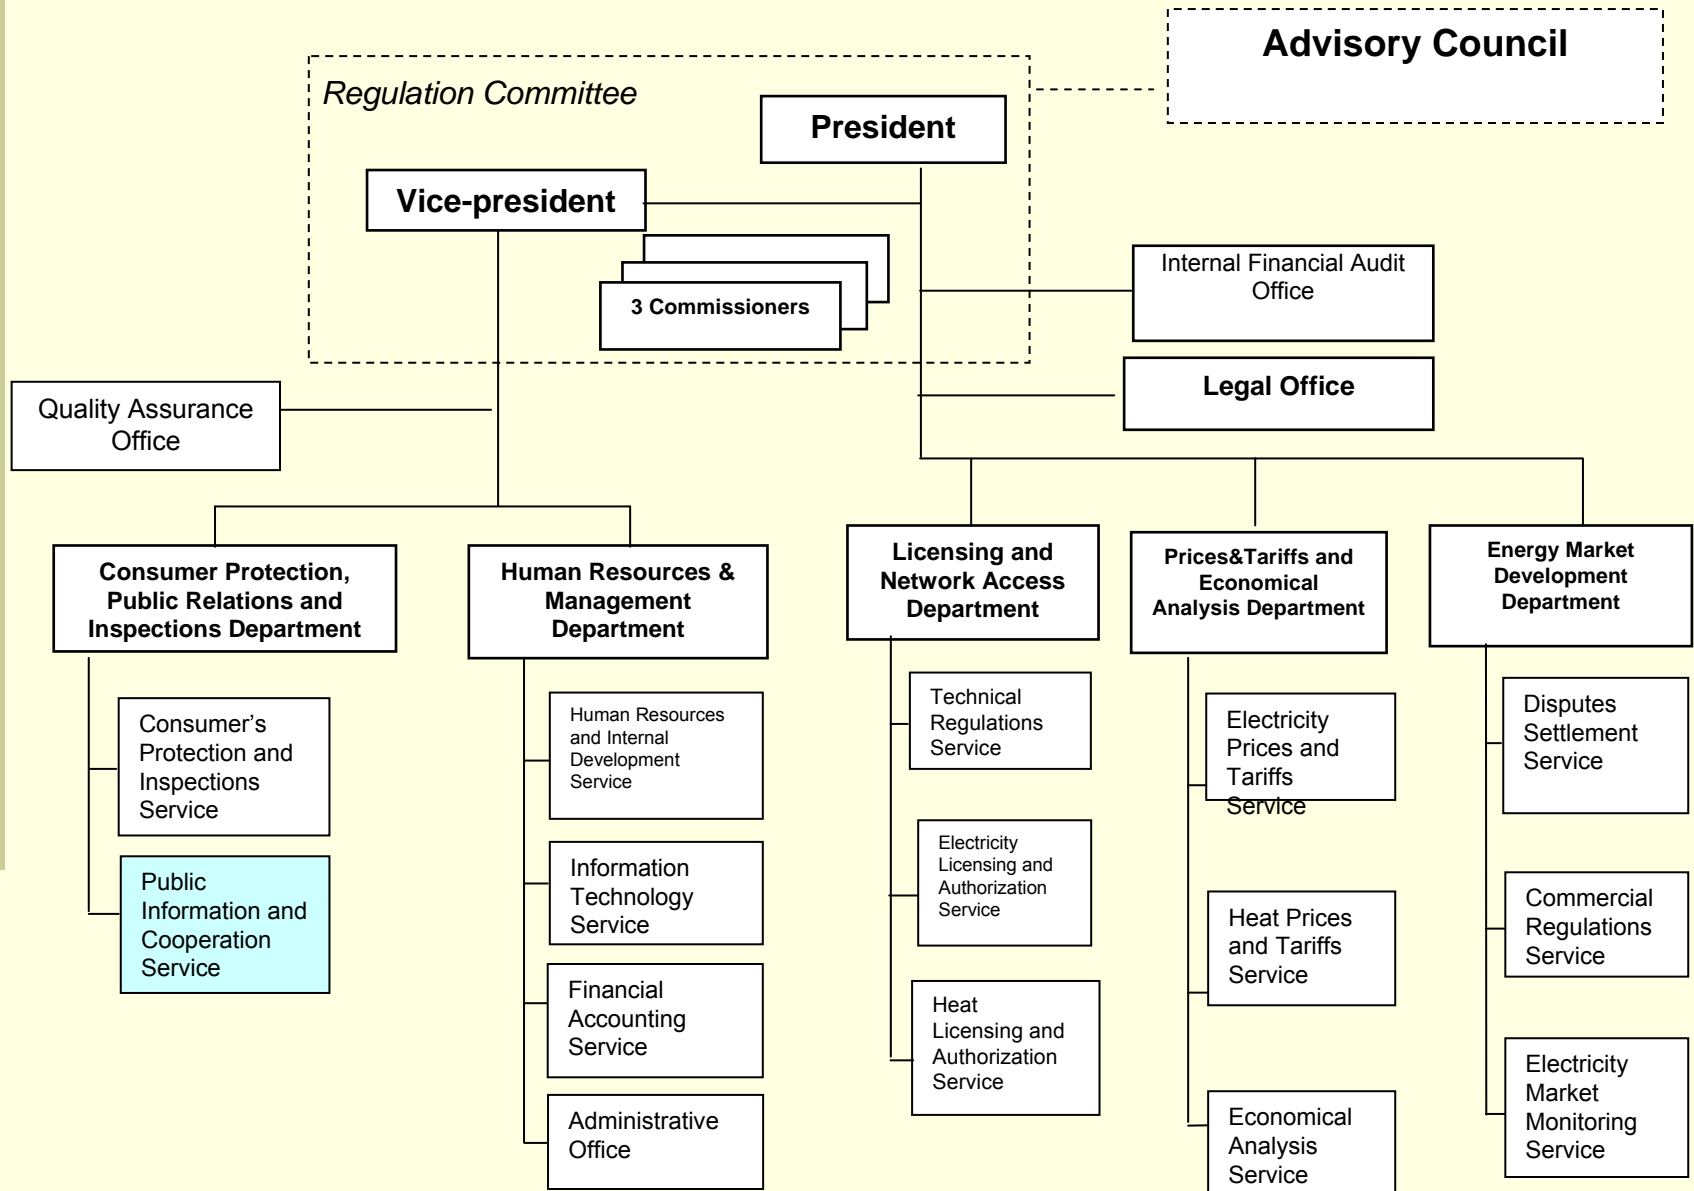 Advisory Council
Regulation Committee
President
Vice-president
3 Commissioners
Internal Financial Audit
Office
Legal Office
Quality Assurance
Office
Consumer Protection,
Public Relations and
Inspections Department
Human Resources &
Management
Department
Licensing and
Network Access
Department
Prices&Tariffs and
Economical
Analysis Department
Energy Market
Development
Department
Consumer’s
Protection and
Inspections
Service
Public
Information and
Cooperation
Service
Human Resources
and Internal
Development
Service
Information
Technology
Service
Financial
Accounting
Service
Administrative
Office
Technical
Regulations
Service
Electricity
Licensing and
Authorization
Service
Heat
Licensing and
Authorization
Service
Electricity
Prices and
Tariffs
Service
Heat Prices
and Tariffs
Service
Economical
Analysis
Service
Disputes
Settlement
Service
Commercial
Regulations
Service
Electricity
Market
Monitoring
Service